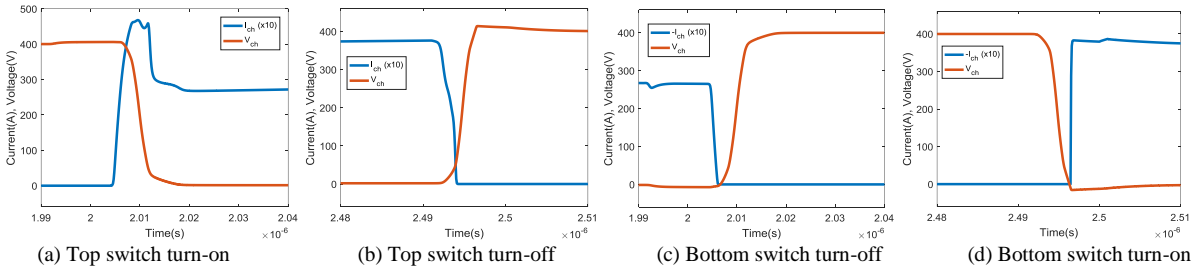 500
400
300
200
100
0
Current(A), Voltage(V)
I_ch (x10)
V_ch
1.99 2 2.01 2.02 2.03 2.04
Time(s)
×10^-6
(a) Top switch turn-on
400
300
200
100
0
Current(A), Voltage(V)
I_ch (x10)
V_ch
2.48 2.49 2.5 2.51
Time(s)
×10^-6
(b) Top switch turn-off
400
300
200
100
0
Current(A), Voltage(V)
-I_ch (x10)
V_ch
1.99 2 2.01 2.02 2.03 2.04
Time(s)
×10^-6
(c) Bottom switch turn-off
400
300
200
100
0
Current(A), Voltage(V)
-I_ch (x10)
V_ch
2.48 2.49 2.5 2.51
Time(s)
×10^-6
(d) Bottom switch turn-on